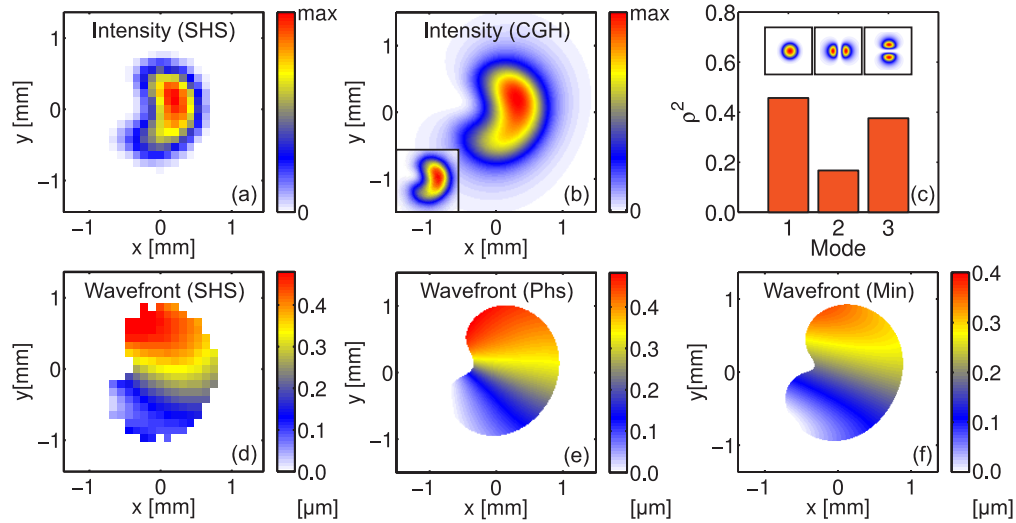 Intensity (SHS)
(a)
max
0
y [mm]
1
0
−1
−1 0 1
x [mm]
Intensity (CGH)
(b)
max
0
y [mm]
1
0
−1
−1 0 1
x [mm]
ρ²
0.8
0.6
0.4
0.2
0.0
(c)
1 2 3
Mode
Wavefront (SHS)
(d)
y[mm]
1
0
−1
−1 0 1
x [mm]
0.4
0.3
0.2
0.1
0.0
[µm]
Wavefront (Phs)
(e)
y [mm]
1
0
−1
−1 0 1
x [mm]
0.4
0.3
0.2
0.1
0.0
[µm]
Wavefront (Min)
(f)
y[mm]
1
0
−1
−1 0 1
x [mm]
0.4
0.3
0.2
0.1
0.0
[µm]